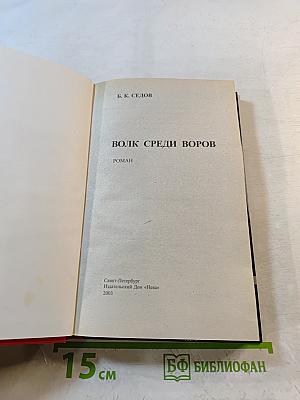 Б. К. СЕДОВ
ВОЛК СРЕДИ ВОРОВ
РОМАН
Санкт-Петербург
Издательский Дом «Нева»
2003
15 см
БФ БИБЛИОФАН